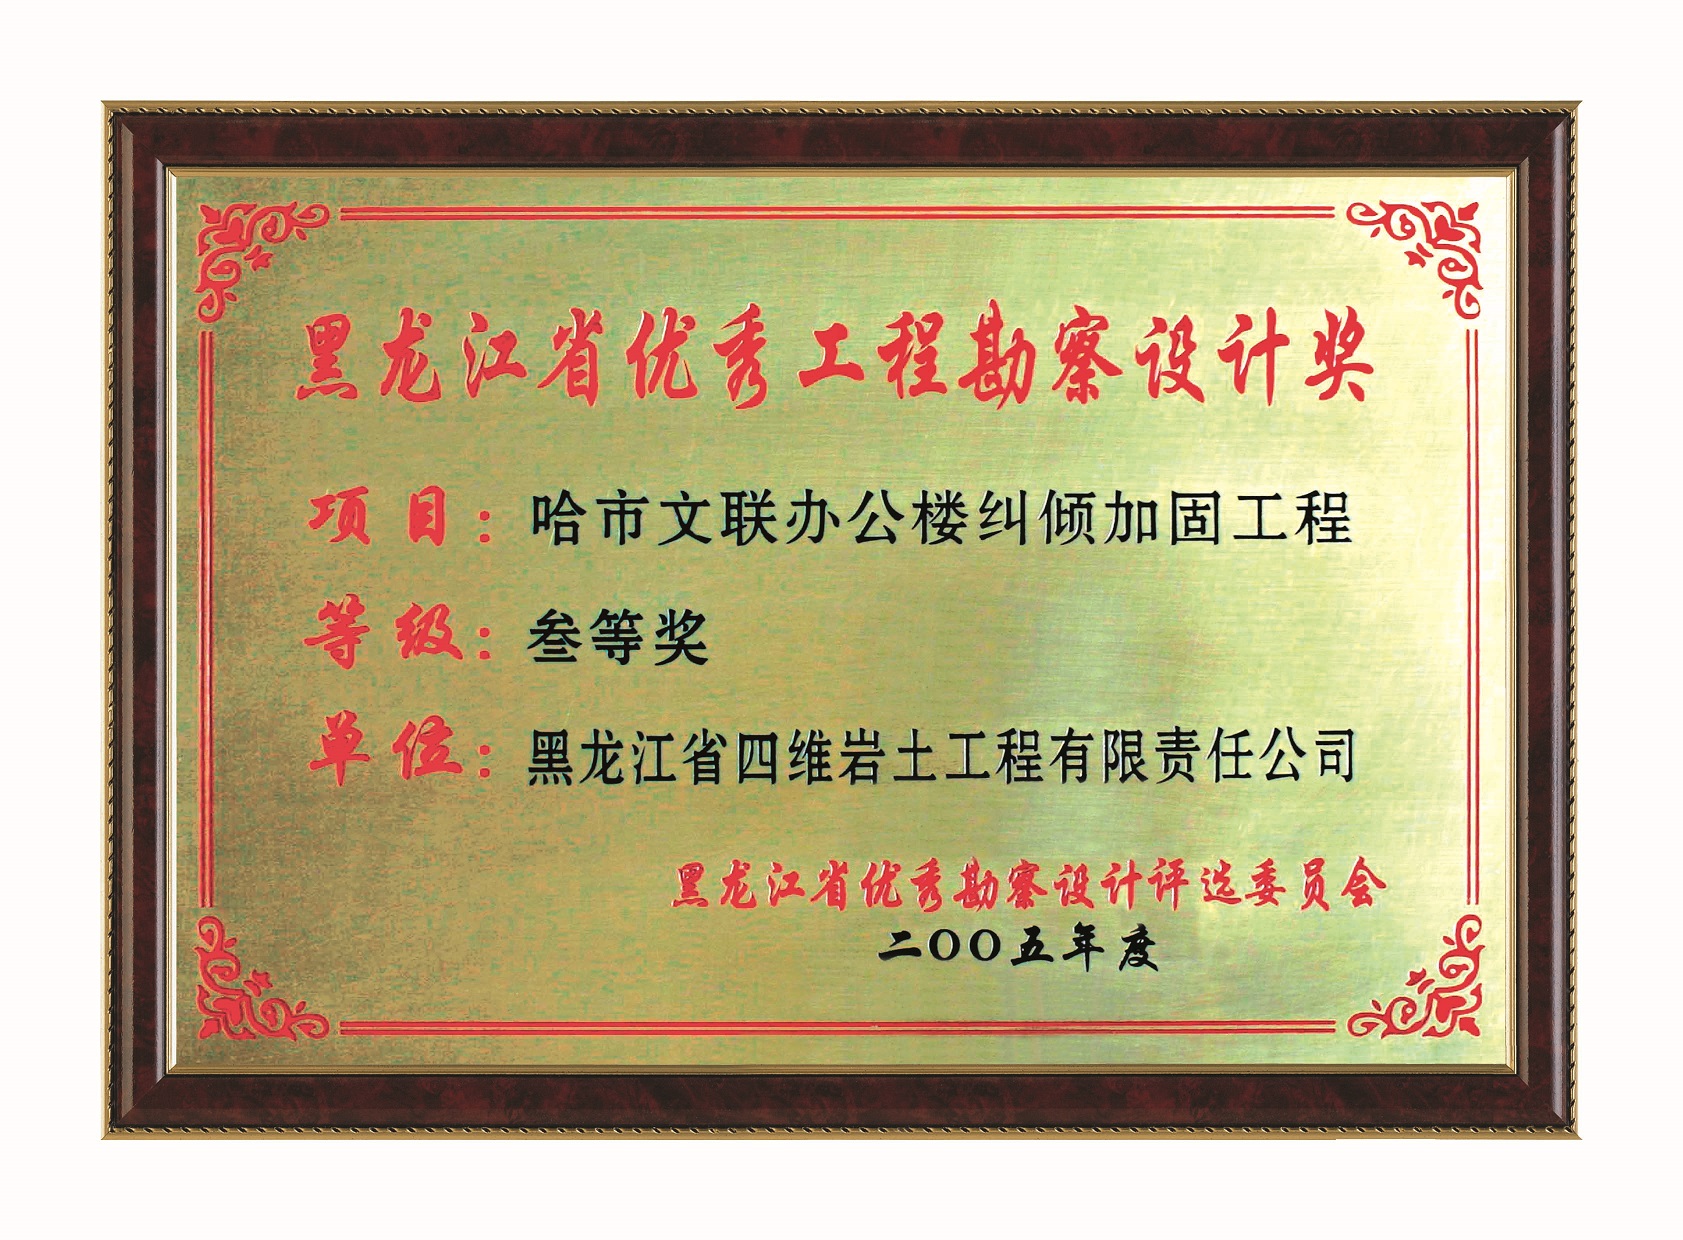 黑龙江省优秀工程勘察设计奖
项目：哈市文联办公楼纠倾加固工程
等级：叁等奖
单位：黑龙江省四维岩土工程有限责任公司
黑龙江省优秀勘察设计评选委员会
二〇〇五年度